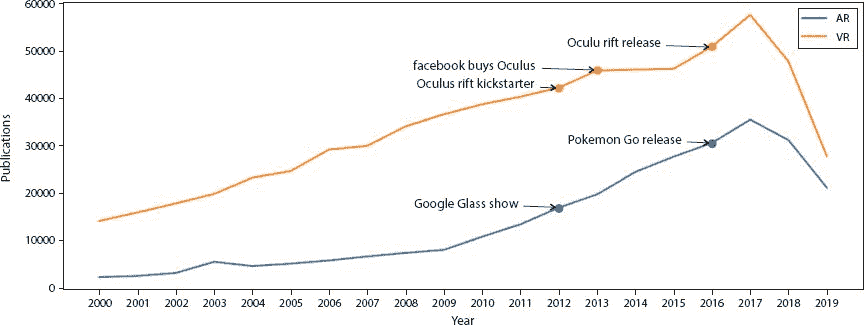 60000
50000
40000
30000
20000
10000
0
Publications
AR
VR
Oculu rift release
facebook buys Oculus
Oculus rift kickstarter
Pokemon Go release
Google Glass show
2000 2001 2002 2003 2004 2005 2006 2007 2008 2009 2010 2011 2012 2013 2014 2015 2016 2017 2018 2019
Year